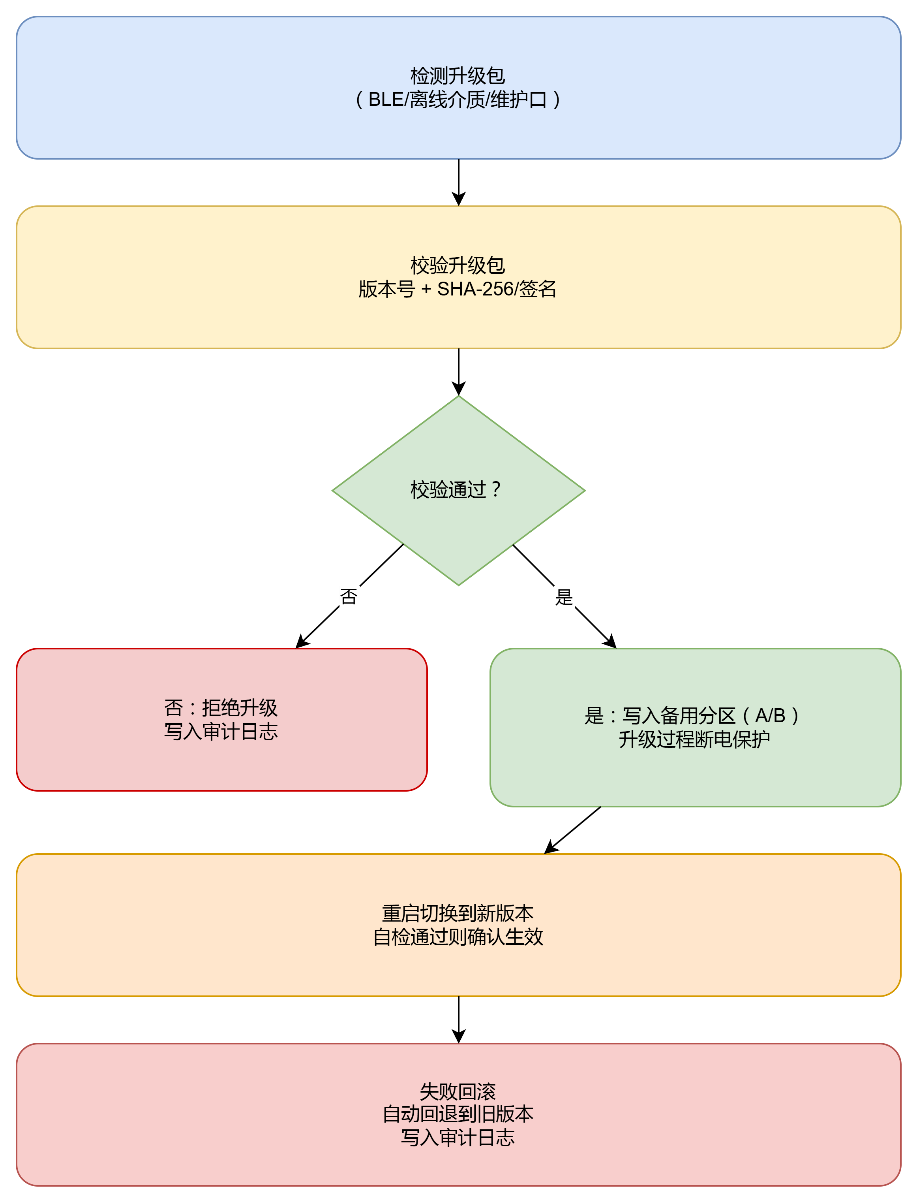 检测升级包
（BLE/离线介质/维护口）
校验升级包
版本号 + SHA-256/签名
校验通过？
否
是
否：拒绝升级
写入审计日志
是：写入备用分区（A/B）
升级过程断电保护
重启切换到新版本
自检通过则确认生效
失败回滚
自动回退到旧版本
写入审计日志